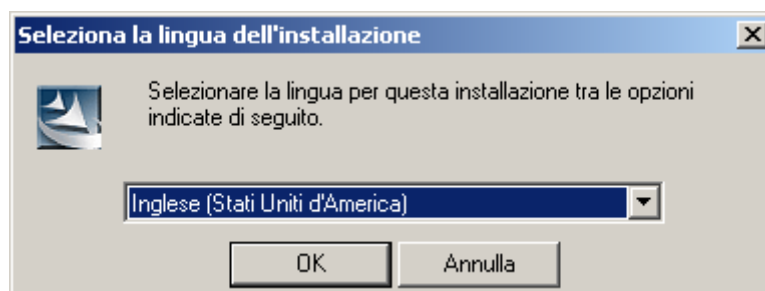 Seleziona la lingua dell'installazione
Selezionare la lingua per questa installazione tra le opzioni
indicate di seguito.
Inglese (Stati Uniti d'America)
OK Annulla